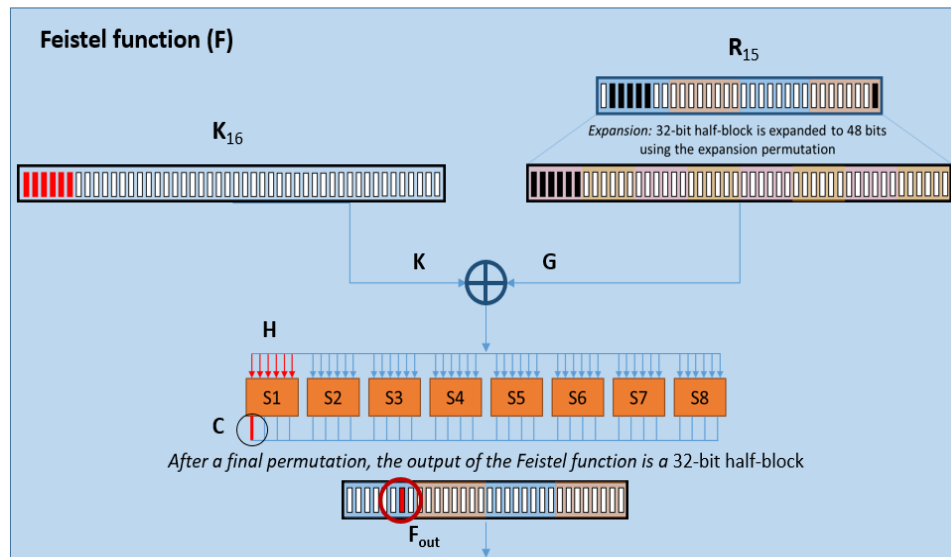 Feistel function (F)
R15
Expansion: 32-bit half-block is expanded to 48 bits
using the expansion permutation
K16
K
G
H
S1 S2 S3 S4 S5 S6 S7 S8
C
After a final permutation, the output of the Feistel function is a 32-bit half-block
Fout